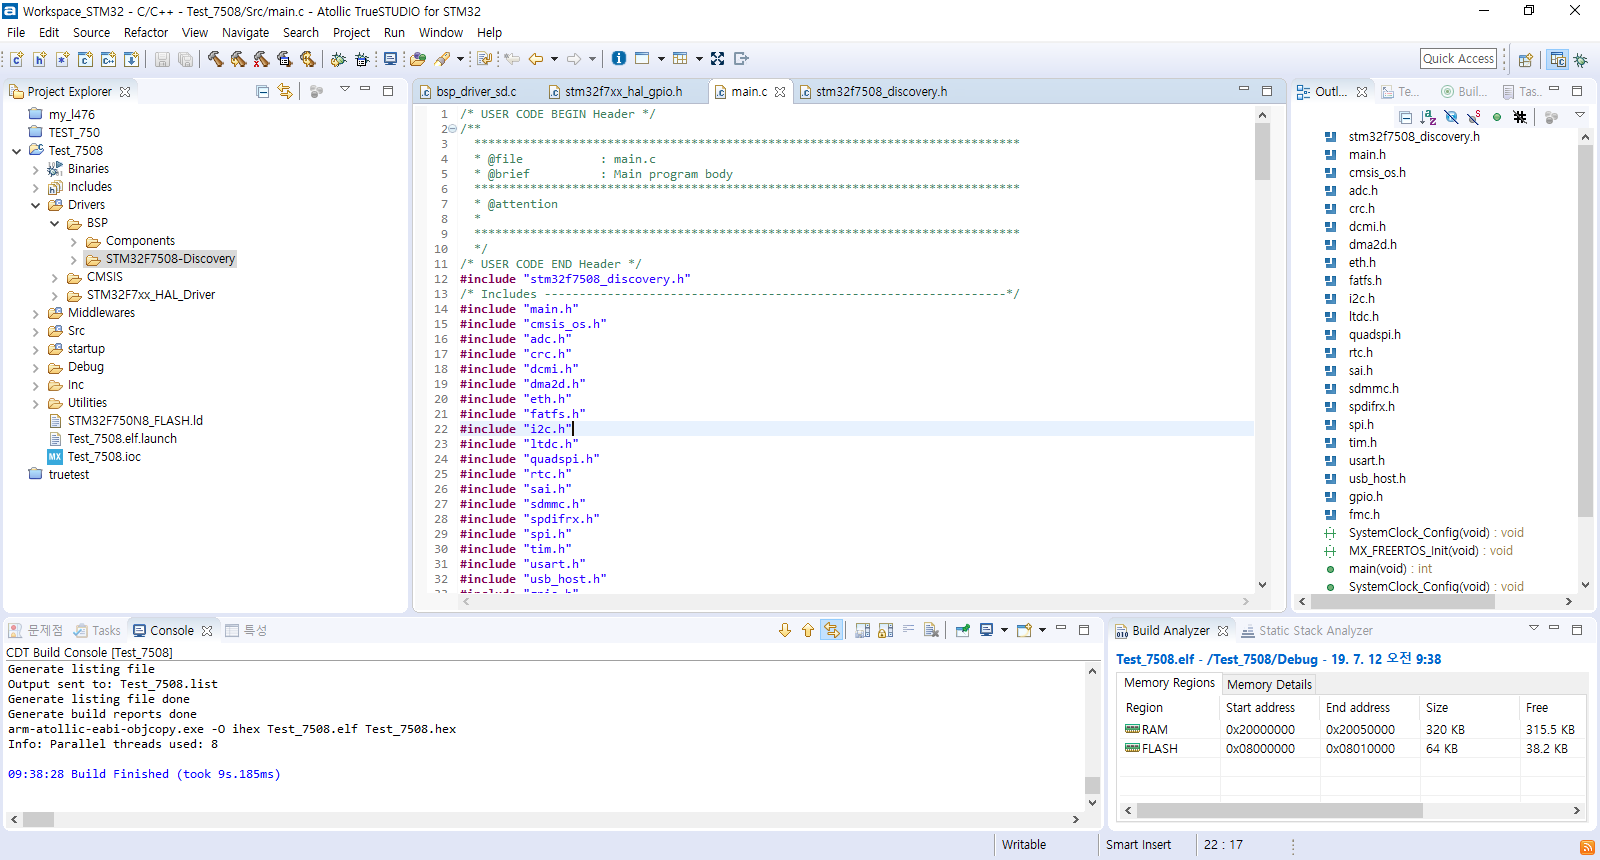 Workspace_STM32 - C/C++ - Test_7508/Src/main.c - Atollic TrueSTUDIO for STM32
File Edit Source Refactor View Navigate Search Project Run Window Help
Quick Access
Project Explorer
my_l476
TEST_750
Test_7508
Binaries
Includes
Drivers
BSP
Components
STM32F7508-Discovery
CMSIS
STM32F7xx_HAL_Driver
Middlewares
Src
startup
Debug
Inc
Utilities
STM32F750N8_FLASH.ld
Test_7508.elf.launch
MX Test_7508.ioc
truetest
bsp_driver_sd.c stm32f7xx_hal_gpio.h main.c stm32f7508_discovery.h
1 /* USER CODE BEGIN Header */
2 /**
3 ******************************************************************************
4 * @file : main.c
5 * @brief : Main program body
6 ******************************************************************************
7 * @attention
8 *
9 ******************************************************************************
10 */
11 /* USER CODE END Header */
12 #include "stm32f7508_discovery.h"
13 /* Includes ------------------------------------------------------------------*/
14 #include "main.h"
15 #include "cmsis_os.h"
16 #include "adc.h"
17 #include "crc.h"
18 #include "dcmi.h"
19 #include "dma2d.h"
20 #include "eth.h"
21 #include "fatfs.h"
22 #include "i2c.h"
23 #include "ltdc.h"
24 #include "quadspi.h"
25 #include "rtc.h"
26 #include "sai.h"
27 #include "sdmmc.h"
28 #include "spdifrx.h"
29 #include "spi.h"
30 #include "tim.h"
31 #include "usart.h"
32 #include "usb_host.h"
Outl... Te... Buil... Tas..
stm32f7508_discovery.h
main.h
cmsis_os.h
adc.h
crc.h
dcmi.h
dma2d.h
eth.h
fatfs.h
i2c.h
ltdc.h
quadspi.h
rtc.h
sai.h
sdmmc.h
spdifrx.h
spi.h
tim.h
usart.h
usb_host.h
gpio.h
fmc.h
SystemClock_Config(void) : void
MX_FREERTOS_Init(void) : void
main(void) : int
SystemClock_Config(void) : void
문제점 Tasks Console 특성
CDT Build Console [Test_7508]
Generate listing file
Output sent to: Test_7508.list
Generate listing file done
Generate build reports done
arm-atollic-eabi-objcopy.exe -O ihex Test_7508.elf Test_7508.hex
Info: Parallel threads used: 8
09:38:28 Build Finished (took 9s.185ms)
Build Analyzer Static Stack Analyzer
Test_7508.elf - /Test_7508/Debug - 19. 7. 12 오전 9:38
Memory Regions Memory Details
Region Start address End address Size Free
RAM 0x20000000 0x20050000 320 KB 315.5 KB
FLASH 0x08000000 0x08010000 64 KB 38.2 KB
Writable Smart Insert 22 : 17